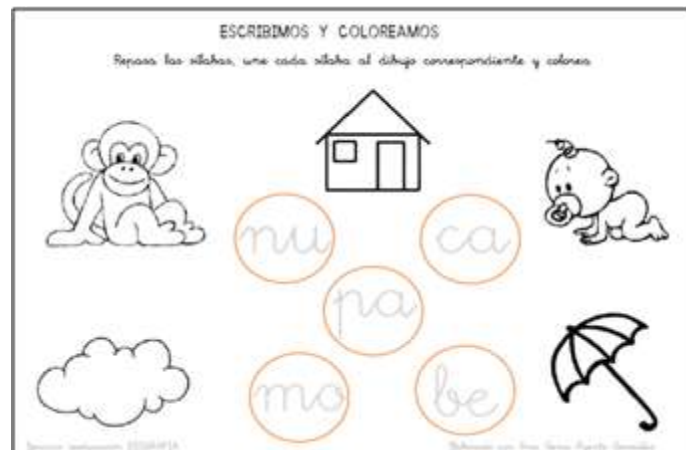 ESCRIBIMOS Y COLOREAMOS
Repasa las sílabas, une cada sílaba al dibujo correspondiente y colorea
nu
ca
pa
mo
be